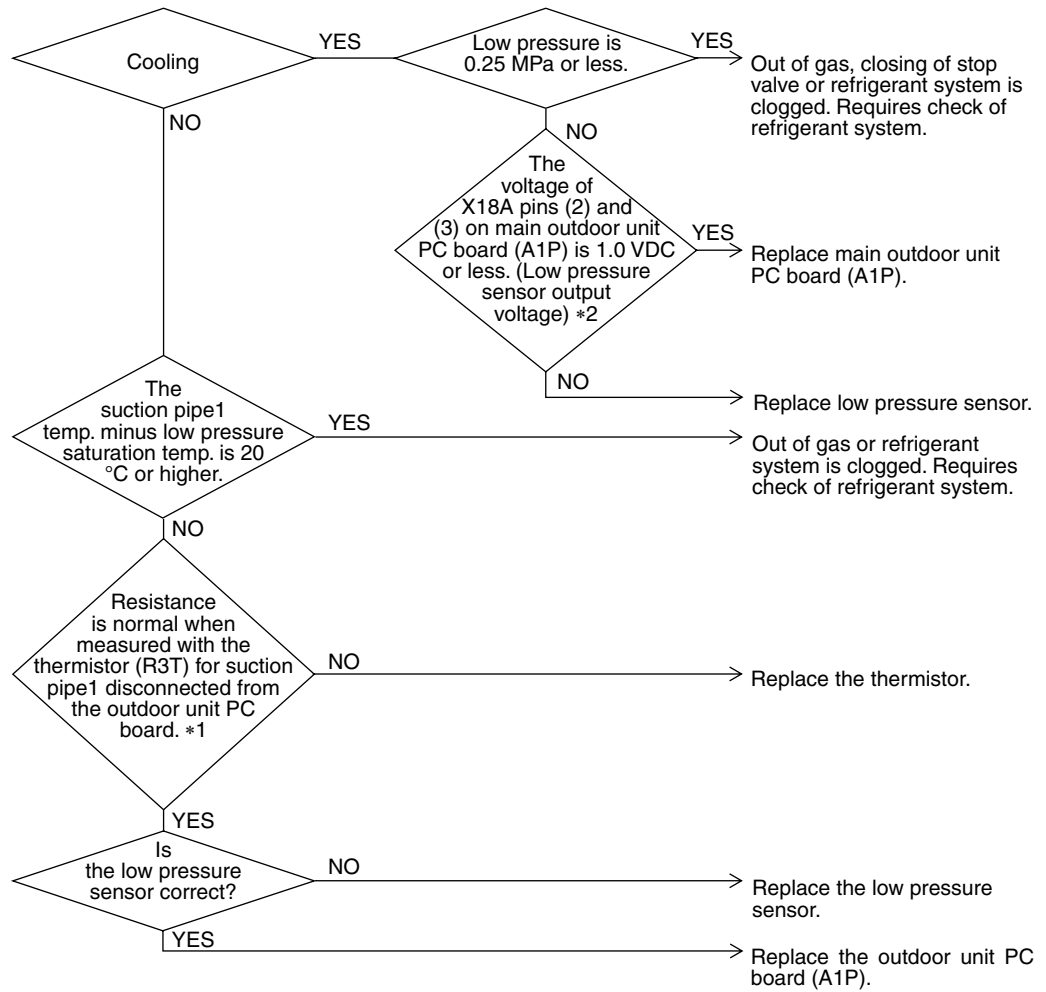 Cooling
YES
Low pressure is
0.25 MPa or less.
YES
Out of gas, closing of stop
valve or refrigerant system is
clogged. Requires check of
refrigerant system.
NO
NO
The
voltage of
X18A pins (2) and
(3) on main outdoor unit
PC board (A1P) is 1.0 VDC
or less. (Low pressure
sensor output
voltage) *2
YES
Replace main outdoor unit
PC board (A1P).
NO
Replace low pressure sensor.
The
suction pipe1
temp. minus low pressure
saturation temp. is 20
°C or higher.
YES
Out of gas or refrigerant
system is clogged. Requires
check of refrigerant system.
NO
Resistance
is normal when
measured with the
thermistor (R3T) for suction
pipe1 disconnected from
the outdoor unit PC
board. *1
NO
Replace the thermistor.
YES
Is
the low pressure
sensor correct?
NO
Replace the low pressure
sensor.
YES
Replace the outdoor unit PC
board (A1P).